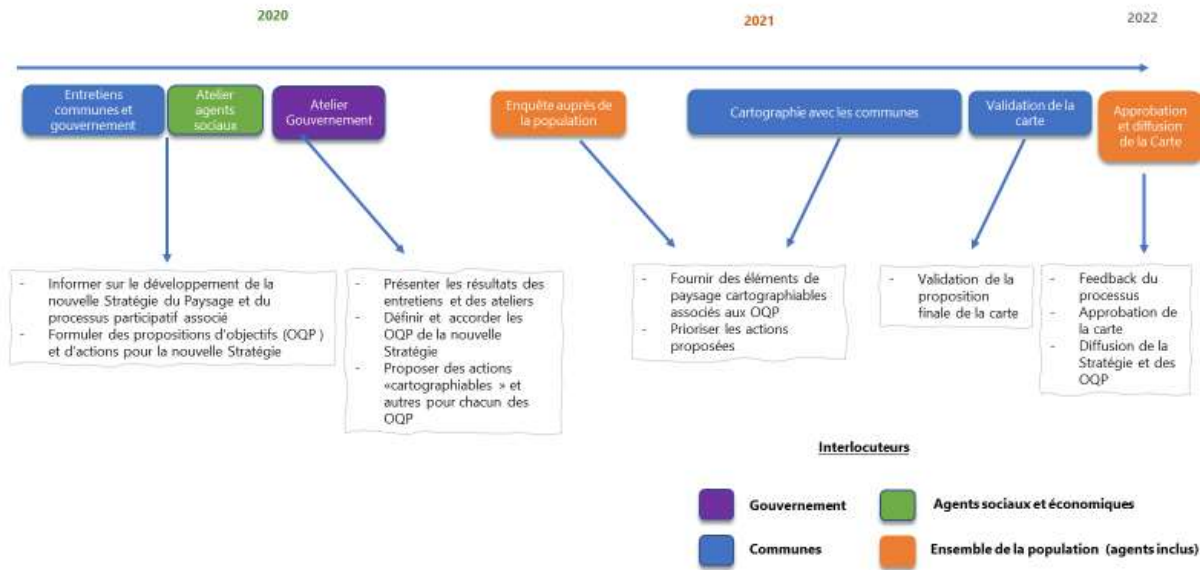 2020
2021
2022
Entretiens
communes et
gouvernement
Atelier
agents
sociaux
Atelier
Gouvernement
Enquête auprès de
la population
Cartographie avec les communes
Validation de la
carte
Approbation
et diffusion
de la Carte
- Informer sur le développement de la
nouvelle Stratégie du Paysage et du
processus participatif associé
- Formuler des propositions d'objectifs (OQP )
et d'actions pour la nouvelle Stratégie
- Présenter les résultats des
entretiens et des ateliers
- Définir et accorder les
OQP de la nouvelle
Stratégie
- Proposer des actions
«cartographiables » et
autres pour chacun des
OQP
- Fournir des éléments de
paysage cartographiables
associés aux OQP
- Prioriser les actions
proposées
- Validation de la
proposition
finale de la carte
- Feedback du
processus
- Approbation de
la carte
- Diffusion de la
Stratégie et des
OQP
Interlocuteurs
Gouvernement
Agents sociaux et économiques
Communes
Ensemble de la population (agents inclus)